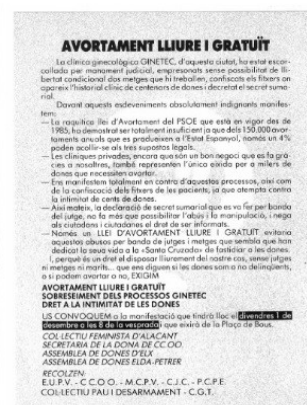 AVORTAMENT LLIURE I GRATUÏT
La clínica ginecològica GINETEC, d'aquesta ciutat, ha estat escor-
collada per manament judicial, empresonats sense possibilitat de lli-
bertat condicional dos metges que hi treballen, confiscats els fitxers on
apareix l'historial clínic de centenars de dones i decretat el secret suma-
rial.
Davant aquests esdeveniments absolutament indignants manifes-
tem:
— La raquítica llei d'Avortament del PSOE que està en vigor des de
1985, ha demostrat ser totalment insuficient ja que dels 150.000 avor-
taments anuals que es produeixen a l'Estat Espanyol, només un 4%
poden acollir-se als tres supostos legals.
— Les clíniques privades, encara que són un bon negoci que es fa grà-
cies a nosaltres, també representen l'única eixida per a milers de
dones que necessiten avortar.
— Ens manifestem totalment en contra d'aquestos processos, així com
de la confiscació dels fitxers de les pacients, ja que atempta contra
la intimitat de cents de dones.
— Així mateix, la declaració de secret sumarial que es va fer per banda
del jutge, no fa més que possibilitar l'abús i la manipulació, i nega
als ciutadans i ciutadanes el dret de ser informats.
— Només un LLEI D'AVORTAMENT LLIURE I GRATUÏT evitaria
aquestos abusos per banda de jutges i metges que sembla que han
dedicat la seva vida a la «Santa Cruzada» de fastidiar a les dones.
I, perquè és un dret el disposar lliurement del nostre cos, sense jutges
ni metges ni marits... que ens diguen si les dones som o no delinqüents,
o si podem avortar o no, EXIGIM
AVORTAMENT LLIURE I GRATUÏT
SOBRESEIMENT DELS PROCESSOS GINETEC
DRET A LA INTIMITAT DE LES DONES
US CONVOQUEM a la manifestació que tindrà lloc el divendres 1 de
desembre a les 8 de la vesprada, que eixirà de la Plaça de Bous.
COL·LECTIU FEMINISTA D'ALACANT
SECRETARIA DE LA DONA DE CC.OO.
ASSEMBLEA DE DONES D'ELX
ASSEMBLEA DE DONES ELDA-PETRER
RECOLZEN:
E.U.P.V. - C.C.O.O. - M.C.P.V. - C.J.C. - P.C.P.E.
COL·LECTIU PAU I DESARMAMENT - C.G.T.